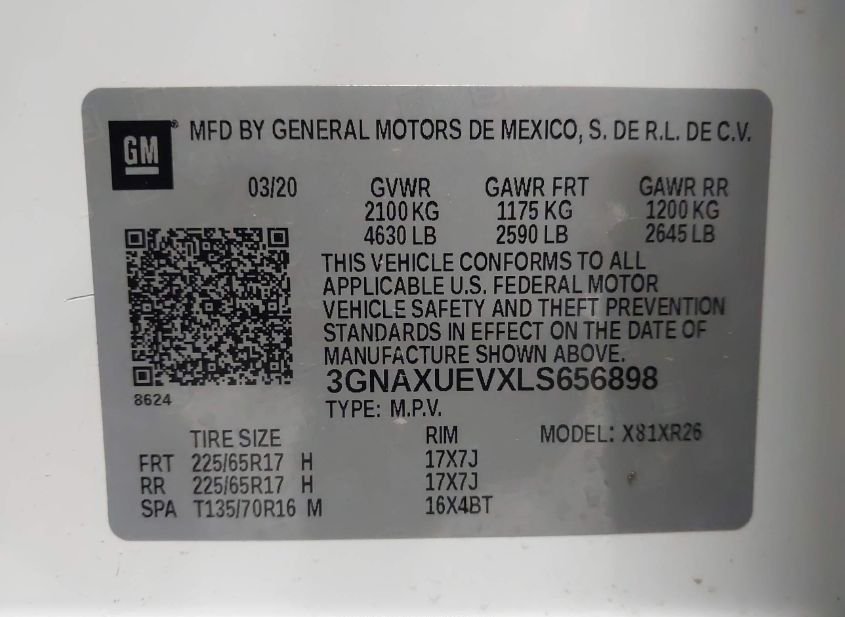 GM® MFD BY GENERAL MOTORS DE MEXICO, S. DE R.L. DE C.V.
03/20 GVWR GAWR FRT GAWR RR
2100 KG 1175 KG 1200 KG
4630 LB 2590 LB 2645 LB
THIS VEHICLE CONFORMS TO ALL
APPLICABLE U.S. FEDERAL MOTOR
VEHICLE SAFETY AND THEFT PREVENTION
STANDARDS IN EFFECT ON THE DATE OF
MANUFACTURE SHOWN ABOVE.
3GNAXUEVXLS656898
8624
TYPE: M.P.V.
TIRE SIZE RIM MODEL: X81XR26
FRT 225/65R17 H 17X7J
RR 225/65R17 H 17X7J
SPA T135/70R16 M 16X4BT